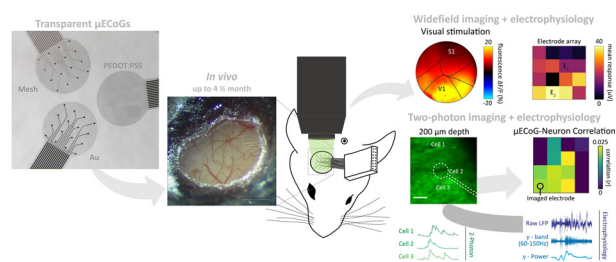 Transparent µECoGs
Mesh
PEDOT:PSS
Au
In vivo
up to 4 ½ month
Widefield imaging + electrophysiology
Visual stimulation
S1
V1
20
-20
fluorescence ΔF/F (%)
Electrode array
E1
E2
40
0
mean response (µV)
Two-photon imaging + electrophysiology
200 µm depth
Cell 1
Cell 2
Cell 3
µECoG-Neuron Correlation
0.025
0
correlation (r)
Imaged electrode
Cell 1
Cell 2
Cell 3
2-Photon
Raw LFP
γ - band
(60-150Hz)
γ - Power
Electrophysiology